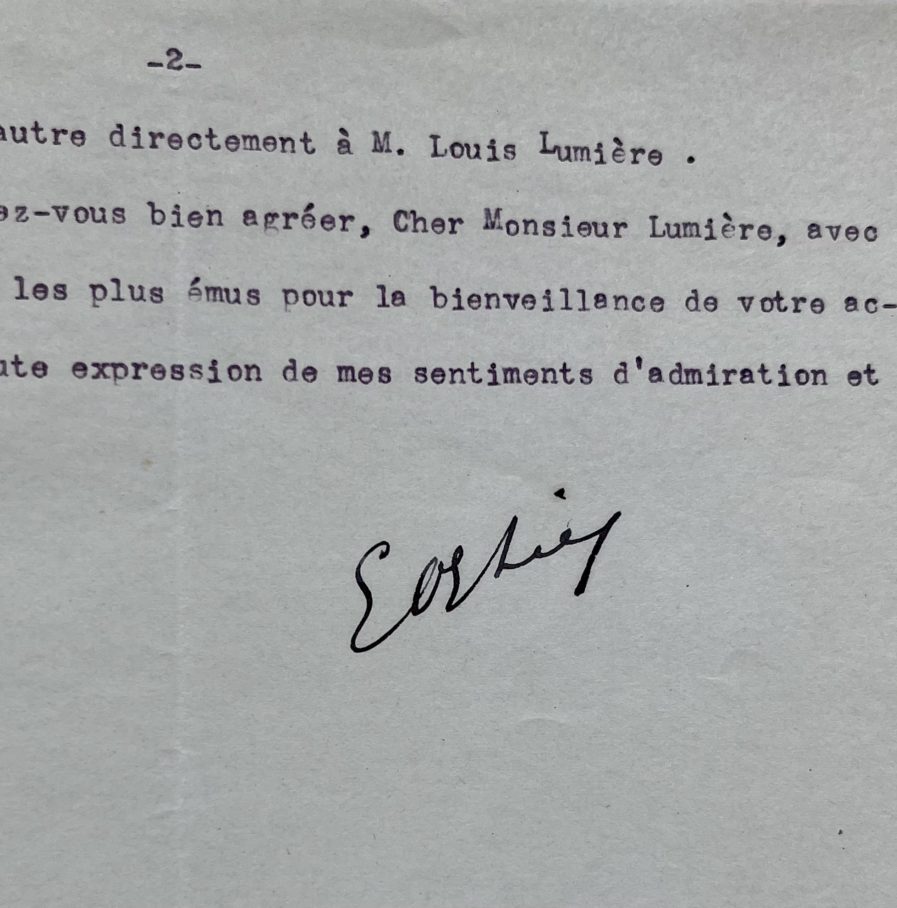 -2-
autre directement à M. Louis Lumière .
ez-vous bien agréer, Cher Monsieur Lumière, avec
les plus émus pour la bienveillance de votre ac-
ute expression de mes sentiments d'admiration et